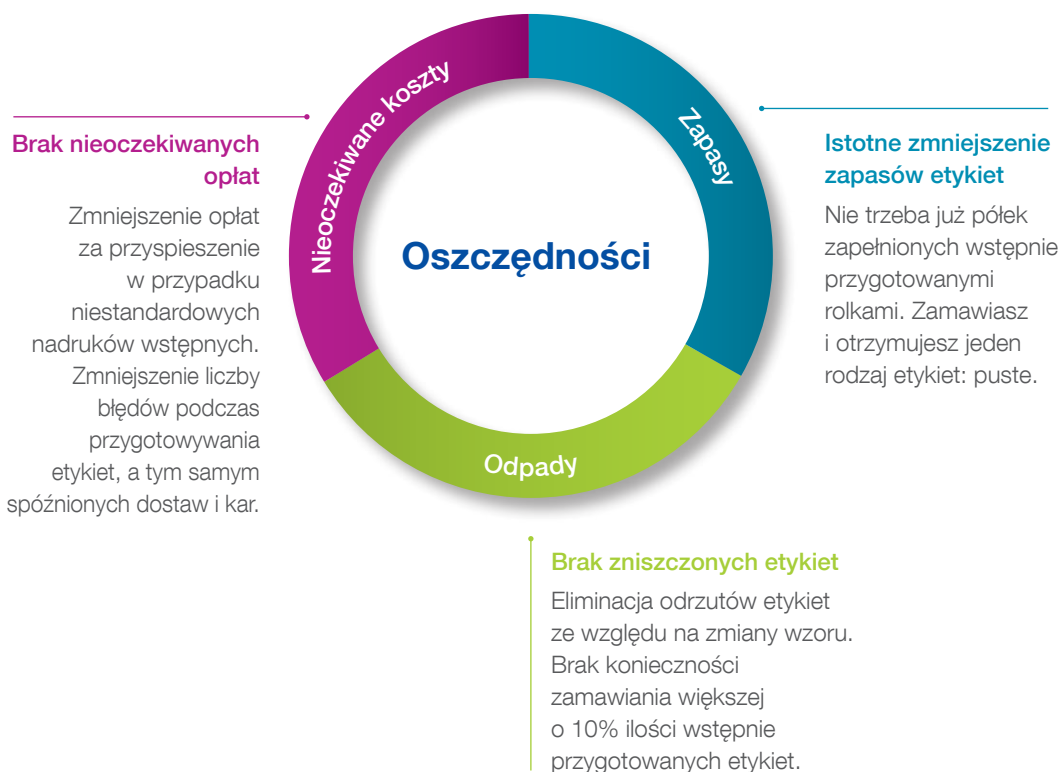 Nieoczekiwane koszty
Zapasy
Odpady
Oszczędności
Brak nieoczekiwanych
opłat
Zmniejszenie opłat
za przyspieszenie
w przypadku
niestandardowych
nadruków wstępnych.
Zmniejszenie liczby
błędów podczas
przygotowywania
etykiet, a tym samym
spóźnionych dostaw i kar.
Istotne zmniejszenie
zapasów etykiet
Nie trzeba już półek
zapełnionych wstępnie
przygotowanymi
rolkami. Zamawiasz
i otrzymujesz jeden
rodzaj etykiet: puste.
Brak zniszczonych etykiet
Eliminacja odrzutów etykiet
ze względu na zmiany wzoru.
Brak konieczności
zamawiania większej
o 10% ilości wstępnie
przygotowanych etykiet.